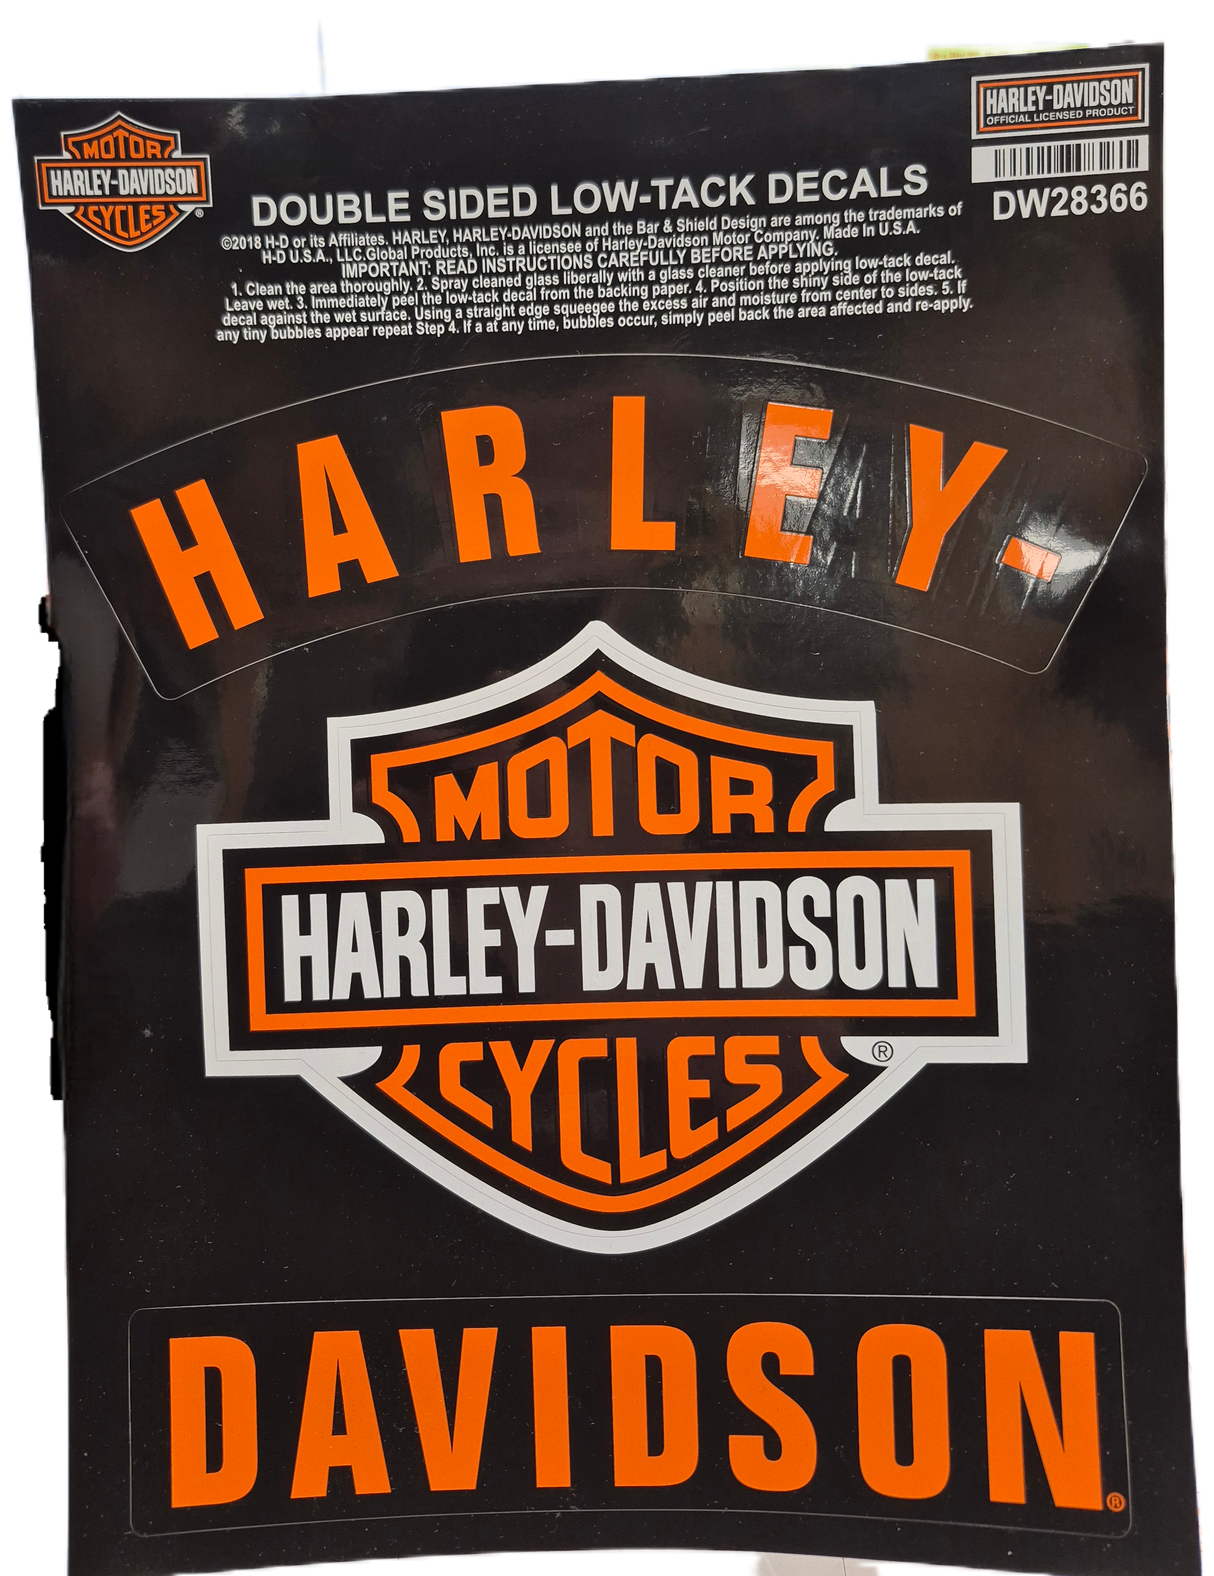 MOTOR
HARLEY-DAVIDSON
CYCLES®
HARLEY-DAVIDSON
OFFICIAL LICENSED PRODUCT
DW28366
DOUBLE SIDED LOW-TACK DECALS
©2018 H-D or its Affiliates. HARLEY, HARLEY-DAVIDSON and the Bar & Shield Design are among the trademarks of
H-D U.S.A., LLC.Global Products, Inc. is a licensee of Harley-Davidson Motor Company. Made In U.S.A.
IMPORTANT: READ INSTRUCTIONS CAREFULLY BEFORE APPLYING.
1. Clean the area thoroughly. 2. Spray cleaned glass liberally with a glass cleaner before applying low-tack decal.
Leave wet. 3. Immediately peel the low-tack decal from the backing paper. 4. Position the shiny side of the low-tack
decal against the wet surface. Using a straight edge squeegee the excess air and moisture from center to sides. 5. If
any tiny bubbles appear repeat Step 4. If a at any time, bubbles occur, simply peel back the area affected and re-apply.
HARLEY-
MOTOR
HARLEY-DAVIDSON
CYCLES
®
DAVIDSON®